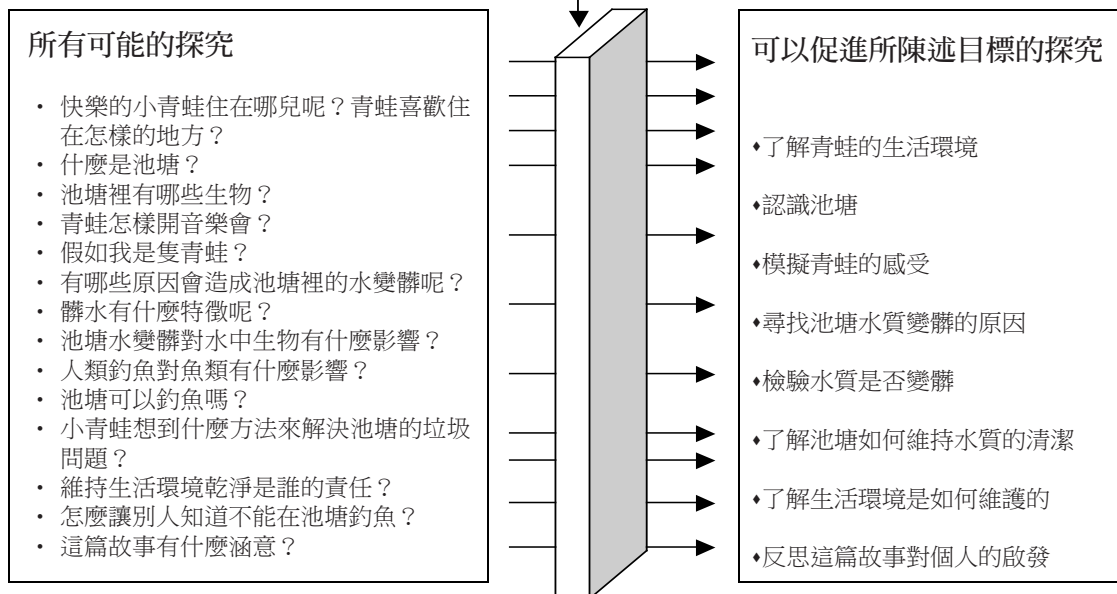 所有可能的探究
• 快樂的小青蛙住在哪兒呢？青蛙喜歡住
在怎樣的地方？
• 什麼是池塘？
• 池塘裡有哪些生物？
• 青蛙怎樣開音樂會？
• 假如我是隻青蛙？
• 有哪些原因會造成池塘裡的水變髒呢？
• 髒水有什麼特徵呢？
• 池塘水變髒對水中生物有什麼影響？
• 人類釣魚對魚類有什麼影響？
• 池塘可以釣魚嗎？
• 小青蛙想到什麼方法來解決池塘的垃圾
問題？
• 維持生活環境乾淨是誰的責任？
• 怎麼讓別人知道不能在池塘釣魚？
• 這篇故事有什麼涵意？
可以促進所陳述目標的探究
♦了解青蛙的生活環境
♦認識池塘
♦模擬青蛙的感受
♦尋找池塘水質變髒的原因
♦檢驗水質是否變髒
♦了解池塘如何維持水質的清潔
♦了解生活環境是如何維護的
♦反思這篇故事對個人的啟發